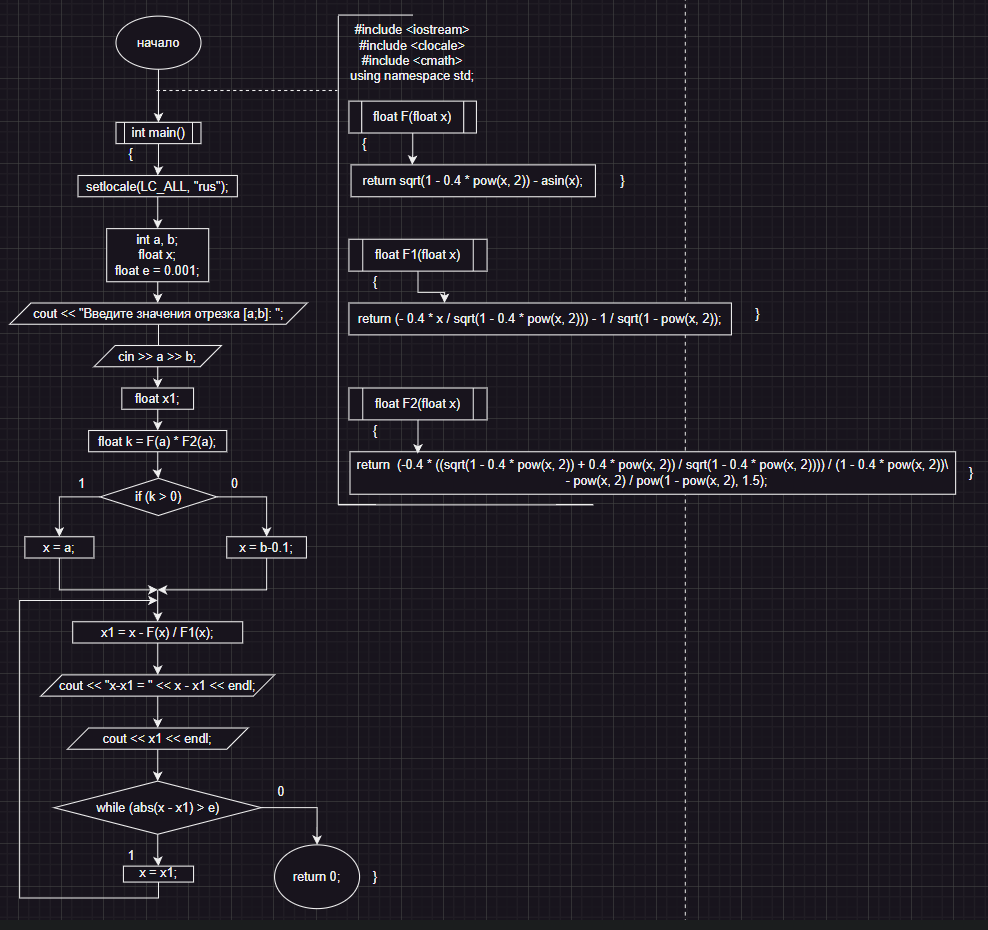 начало
int main()
{
setlocale(LC_ALL, "rus");
int a, b;
float x;
float e = 0.001;
cout << "Введите значения отрезка [a;b]: ";
cin >> a >> b;
float x1;
float k = F(a) * F2(a);
1
if (k > 0)
0
x = a;
x = b-0.1;
x1 = x - F(x) / F1(x);
cout << "x-x1 = " << x - x1 << endl;
cout << x1 << endl;
while (abs(x - x1) > e)
0
1
x = x1;
return 0;
}
#include <iostream>
#include <clocale>
#include <cmath>
using namespace std;
float F(float x)
{
return sqrt(1 - 0.4 * pow(x, 2)) - asin(x);
}
float F1(float x)
{
return (- 0.4 * x / sqrt(1 - 0.4 * pow(x, 2))) - 1 / sqrt(1 - pow(x, 2));
}
float F2(float x)
{
return (-0.4 * ((sqrt(1 - 0.4 * pow(x, 2)) + 0.4 * pow(x, 2)) / sqrt(1 - 0.4 * pow(x, 2)))) / (1 - 0.4 * pow(x, 2))\
- pow(x, 2) / pow(1 - pow(x, 2), 1.5);
}